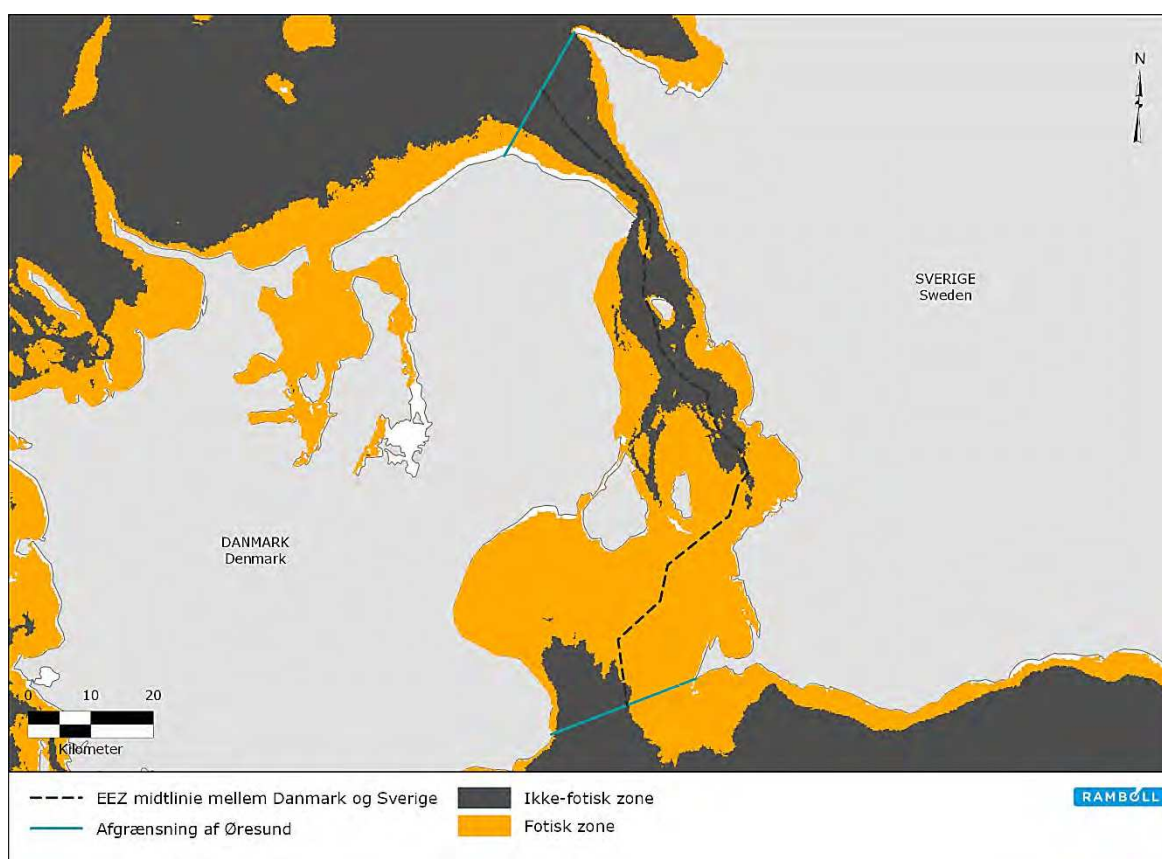 N
SVERIGE
Sweden
DANMARK
Denmark
0 10 20
Kilometer
EEZ midtlinie mellem Danmark og Sverige
Afgrænsning af Øresund
Ikke-fotisk zone
Fotisk zone
RAMBOLL